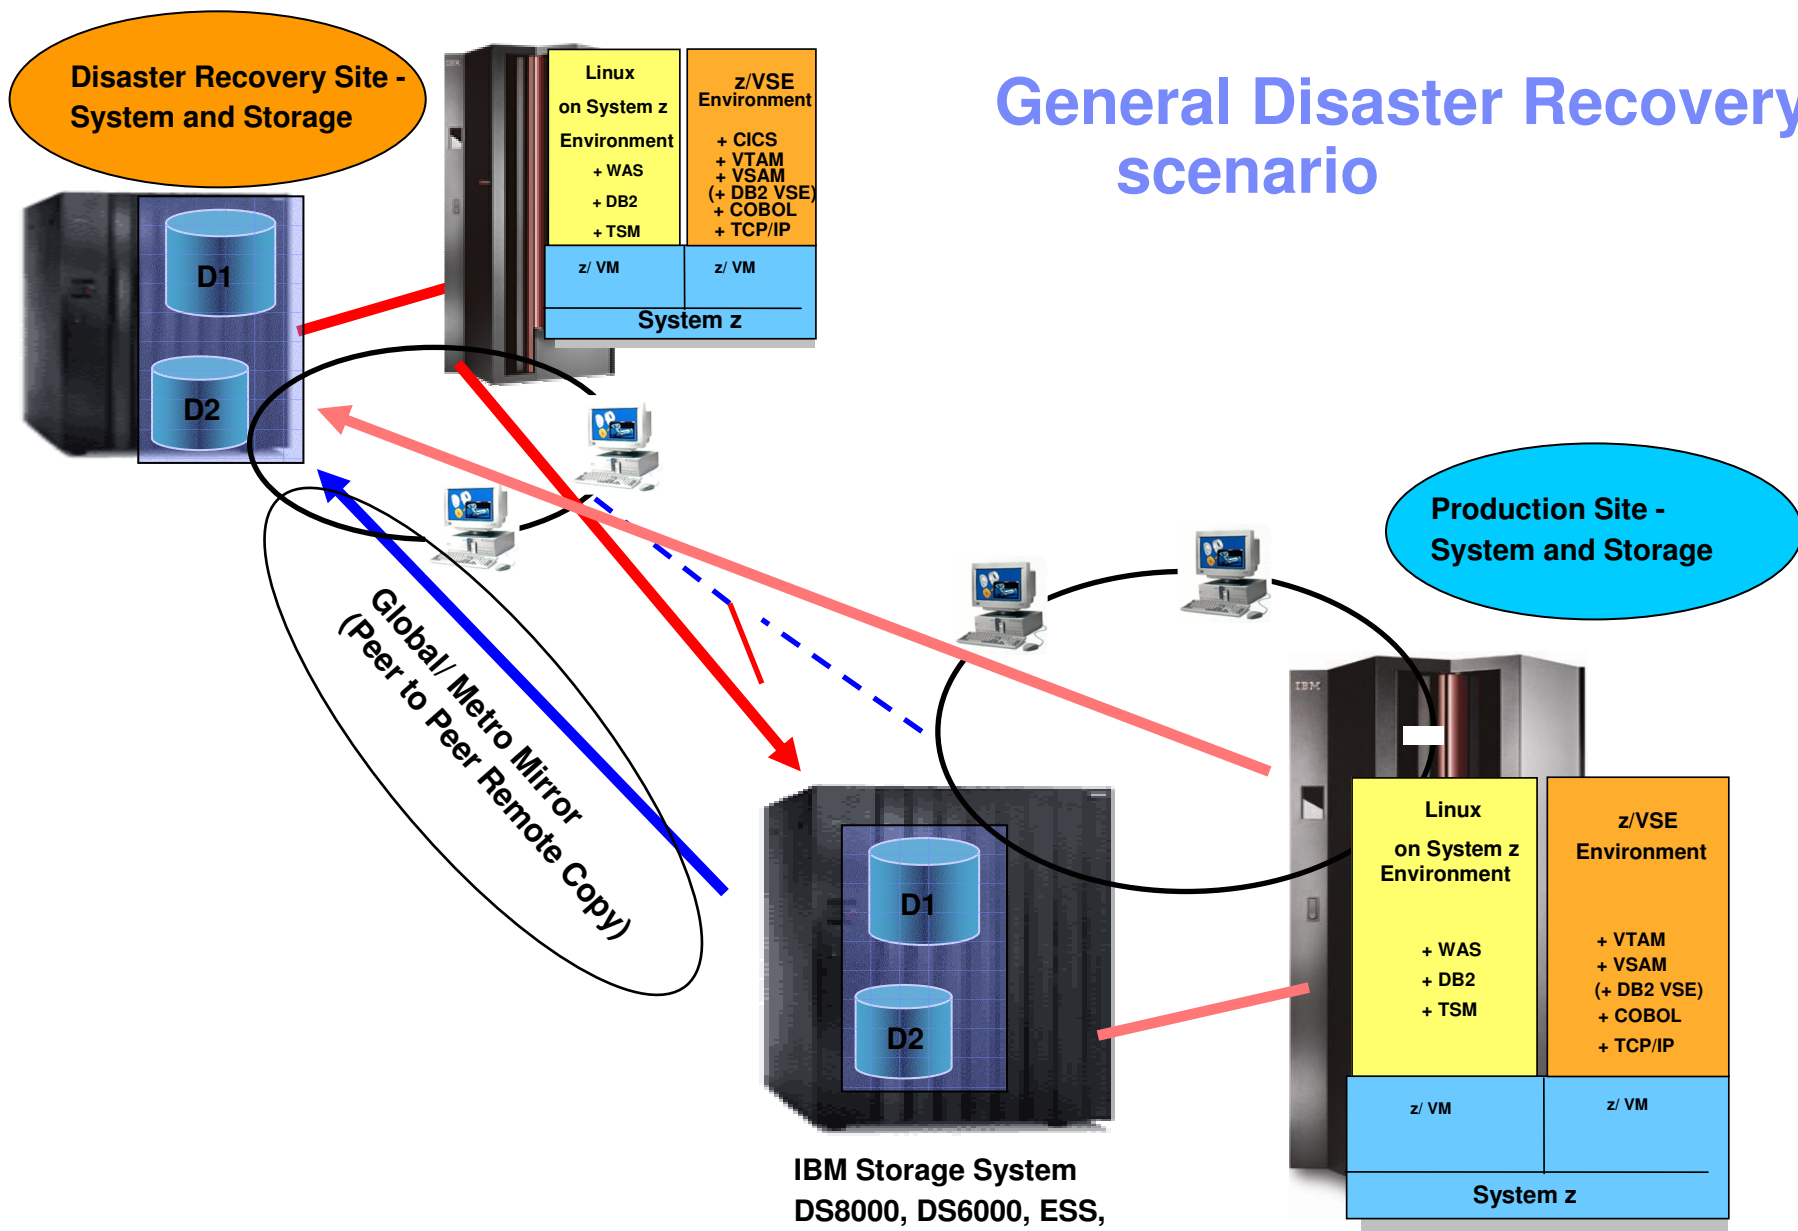 General Disaster Recovery
scenario
Disaster Recovery Site -
System and Storage
Linux
on System z
Environment
+ WAS
+ DB2
+ TSM
z/VSE
Environment
+ CICS
+ VTAM
+ VSAM
(+ DB2 VSE)
+ COBOL
+ TCP/IP
z/ VM
z/ VM
System z
D1
D2
Global/ Metro Mirror
(Peer to Peer Remote Copy)
Production Site -
System and Storage
IBM
Linux
on System z
Environment
+ WAS
+ DB2
+ TSM
z/VSE
Environment
+ VTAM
+ VSAM
(+ DB2 VSE)
+ COBOL
+ TCP/IP
z/ VM
z/ VM
System z
D1
D2
IBM Storage System
DS8000, DS6000, ESS,